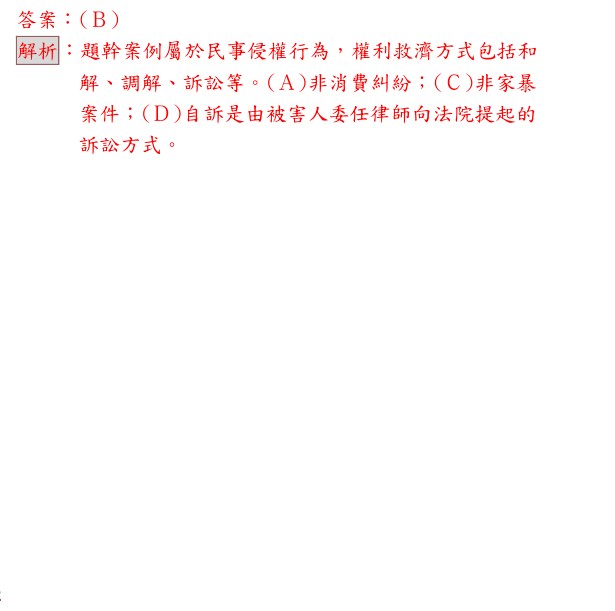 答案：(Ｂ)
解析：題幹案例屬於民事侵權行為，權利救濟方式包括和
解、調解、訴訟等。(Ａ)非消費糾紛；(Ｃ)非家暴
案件；(Ｄ)自訴是由被害人委任律師向法院提起的
訴訟方式。